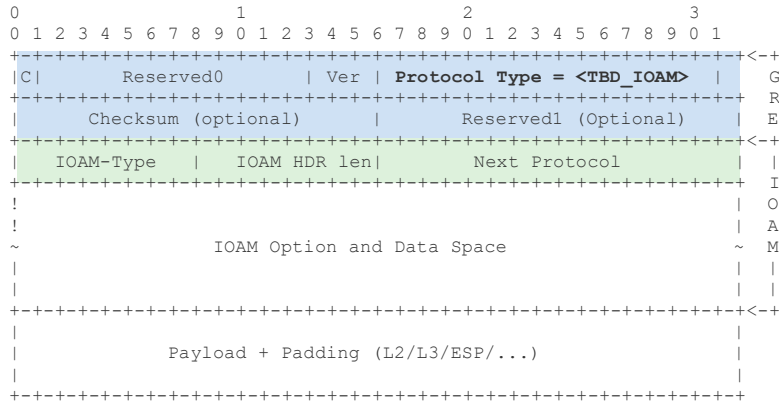 0                   1                   2                   3
0 1 2 3 4 5 6 7 8 9 0 1 2 3 4 5 6 7 8 9 0 1 2 3 4 5 6 7 8 9 0 1
+-+-+-+-+-+-+-+-+-+-+-+-+-+-+-+-+-+-+-+-+-+-+-+-+-+-+-+-+-+-+-+-+<-+
|C|       Reserved0       | Ver | Protocol Type = <TBD_IOAM>  |    G
+-+-+-+-+-+-+-+-+-+-+-+-+-+-+-+-+-+-+-+-+-+-+-+-+-+-+-+-+-+-+-+-+  R
|      Checksum (optional)      |       Reserved1 (Optional)    |  E
+-+-+-+-+-+-+-+-+-+-+-+-+-+-+-+-+-+-+-+-+-+-+-+-+-+-+-+-+-+-+-+-+<-+
|   IOAM-Type   |   IOAM HDR len|        Next Protocol          |  |
+-+-+-+-+-+-+-+-+-+-+-+-+-+-+-+-+-+-+-+-+-+-+-+-+-+-+-+-+-+-+-+-+  I
!                                                               |  O
!                                                               |  A
~                 IOAM Option and Data Space                    ~  M
|                                                               |  |
|                                                               |  |
+-+-+-+-+-+-+-+-+-+-+-+-+-+-+-+-+-+-+-+-+-+-+-+-+-+-+-+-+-+-+-+-+<-+
|                                                               |
|             Payload + Padding (L2/L3/ESP/...)                 |
|                                                               |
+-+-+-+-+-+-+-+-+-+-+-+-+-+-+-+-+-+-+-+-+-+-+-+-+-+-+-+-+-+-+-+-+